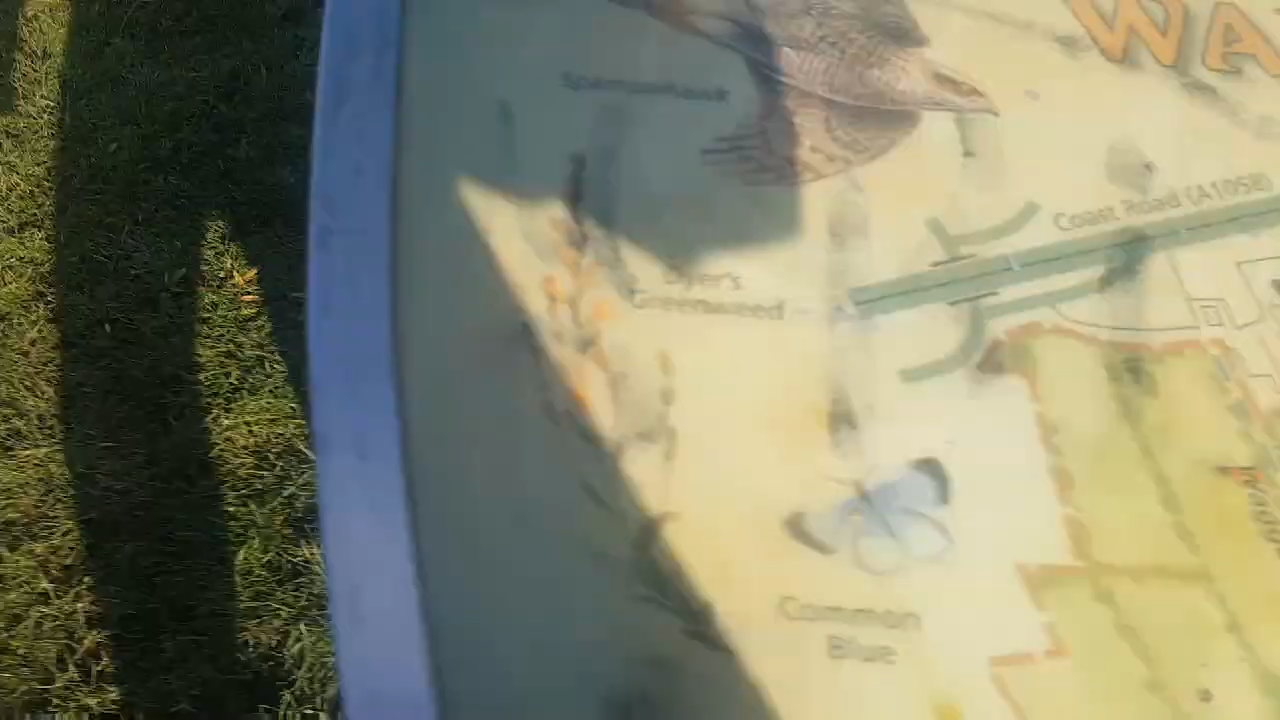 WA
Sparrowhawk
Coast Road (A1058)
Dyer's
Greenweed
Common
Blue